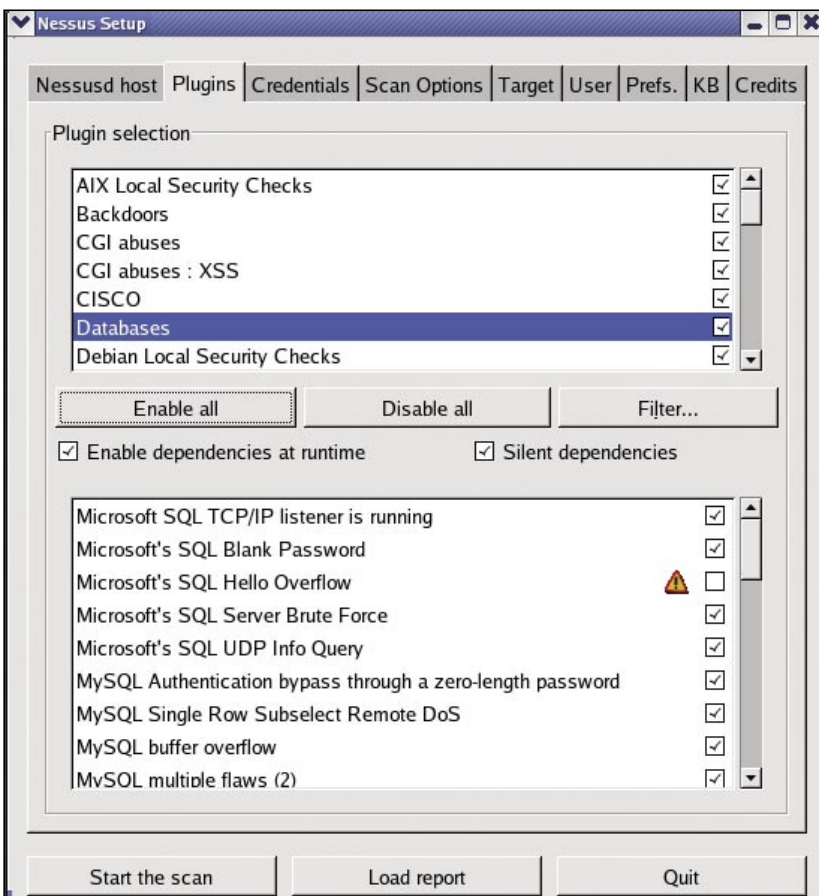 Nessus Setup
Nessusd host Plugins Credentials Scan Options Target User Prefs. KB Credits
Plugin selection
AIX Local Security Checks
Backdoors
CGI abuses
CGI abuses : XSS
CISCO
Databases
Debian Local Security Checks
Enable all Disable all Filter...
Enable dependencies at runtime Silent dependencies
Microsoft SQL TCP/IP listener is running
Microsoft's SQL Blank Password
Microsoft's SQL Hello Overflow
Microsoft's SQL Server Brute Force
Microsoft's SQL UDP Info Query
MySQL Authentication bypass through a zero-length password
MySQL Single Row Subselect Remote DoS
MySQL buffer overflow
MySQL multiple flaws (2)
Start the scan Load report Quit